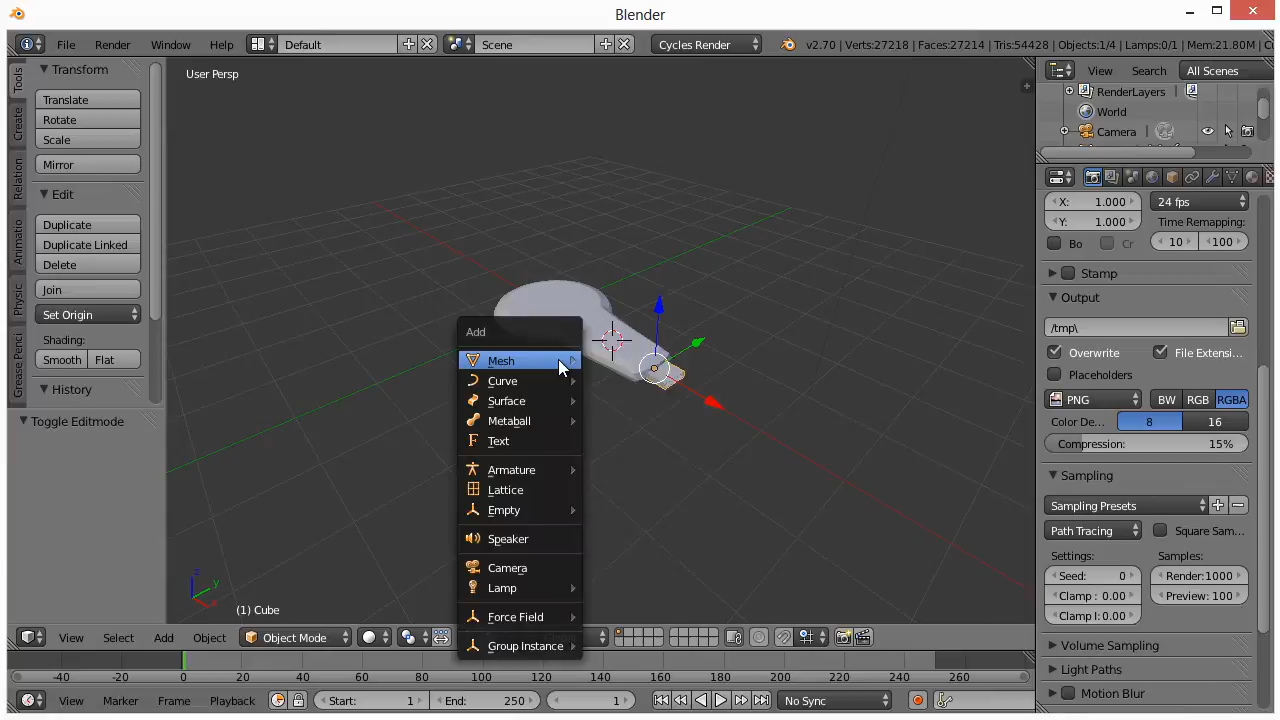 Blender
File Render Window Help Default Scene Cycles Render v2.70 | Verts:27218 | Faces:27214 | Tris:54428 | Objects:1/4 | Lamps:0/1 | Mem:21.80M |
Tools
Create
Relation
Animatio
Physic
Grease Penci
Transform
Translate
Rotate
Scale
Mirror
Edit
Duplicate
Duplicate Linked
Delete
Join
Set Origin
Shading:
Smooth Flat
History
Toggle Editmode
User Persp
Add
Mesh
Curve
Surface
Metaball
Text
Armature
Lattice
Empty
Speaker
Camera
Lamp
Force Field
Group Instance
z
y
(1) Cube
View Select Add Object Object Mode
-40 -20 0 20 40 60 80 100 120 140 160 180 200 220 240 260
View Marker Frame Playback Start: 1 End: 250 1 No Sync
View Search All Scenes
RenderLayers
World
Camera
X: 1.000 24 fps
Y: 1.000 Time Remapping:
Bo Cr 10 100
Stamp
Output
/tmp\
Overwrite File Extensi...
Placeholders
PNG BW RGB RGBA
Color De... 8 16
Compression: 15%
Sampling
Sampling Presets
Path Tracing Square Sam...
Settings: Samples:
Seed: 0 Render:1000
Clamp : 0.00 Preview: 100
Clamp I:0.00
Volume Sampling
Light Paths
Motion Blur